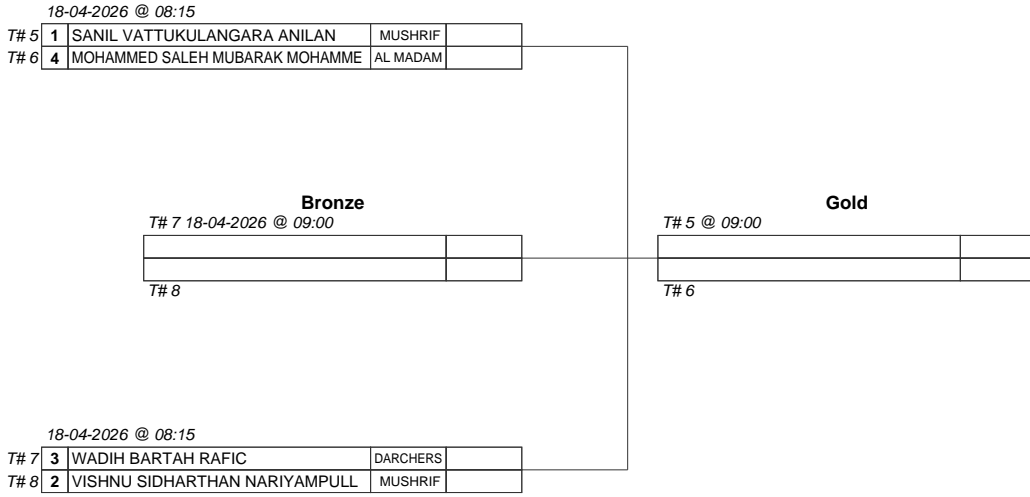 18-04-2026 @ 08:15
T# 5 1 SANIL VATTUKULANGARA ANILAN MUSHRIF
T# 6 4 MOHAMMED SALEH MUBARAK MOHAMME AL MADAM
Bronze
T# 7 18-04-2026 @ 09:00
T# 8
Gold
T# 5 @ 09:00
T# 6
18-04-2026 @ 08:15
T# 7 3 WADIH BARTAH RAFIC DARCHERS
T# 8 2 VISHNU SIDHARTHAN NARIYAMPULL MUSHRIF